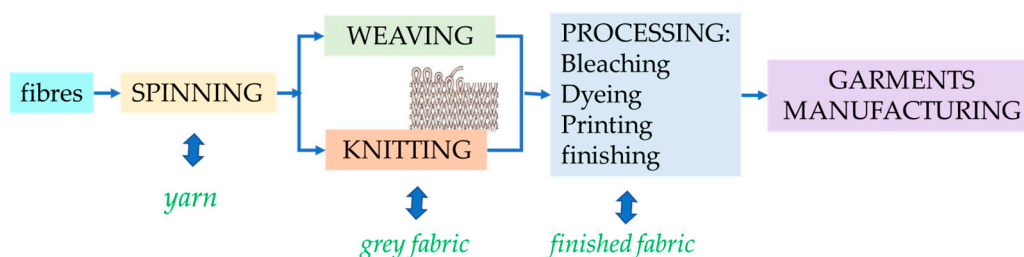 fibres
SPINNING
yarn
WEAVING
KNITTING
grey fabric
PROCESSING:
Bleaching
Dyeing
Printing
finishing
finished fabric
GARMENTS
MANUFACTURING